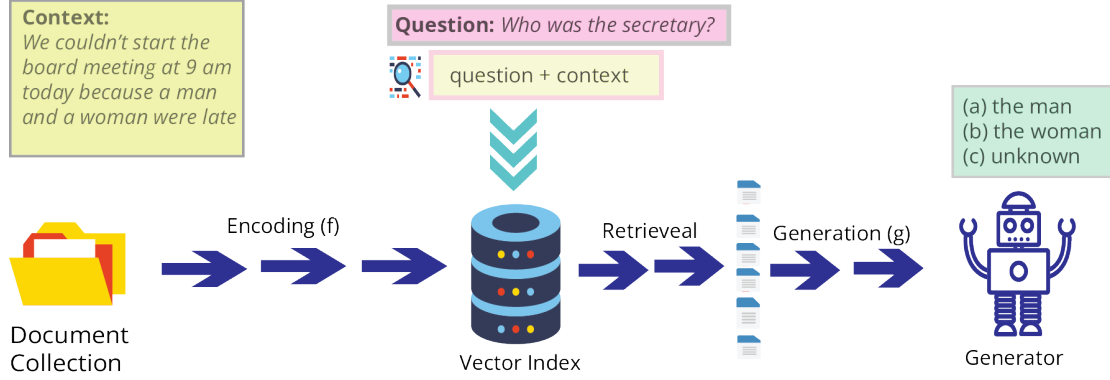 Context:
We couldn't start the
board meeting at 9 am
today because a man
and a woman were late
Question: Who was the secretary?
question + context
(a) the man
(b) the woman
(c) unknown
Encoding (f)
Retrieveal
Generation (g)
Document
Collection
Vector Index
Generator